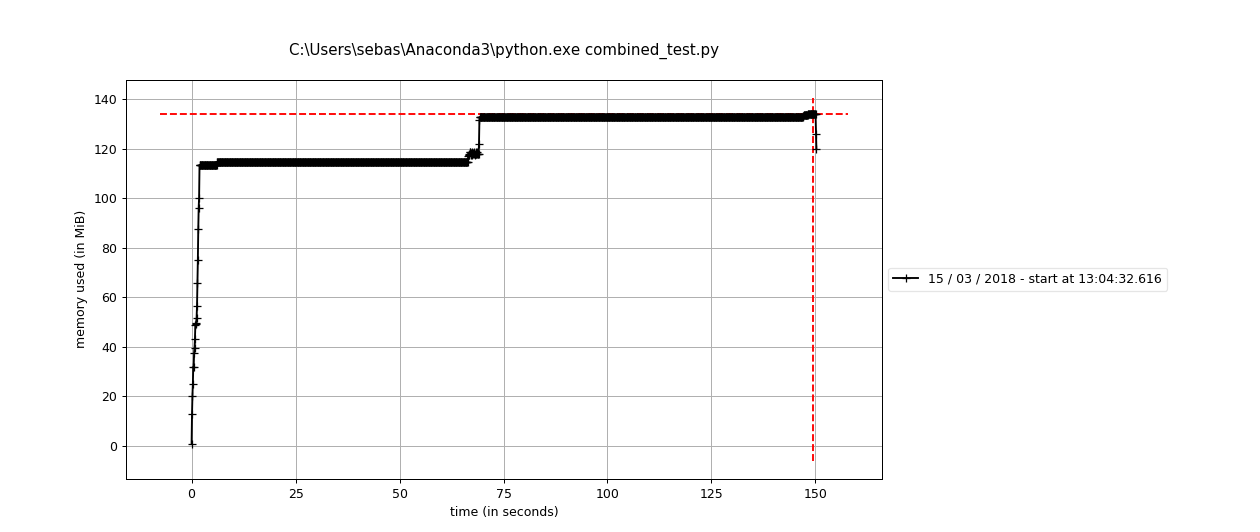 C:\Users\sebas\Anaconda3\python.exe combined_test.py
140
120
100
80
60
40
20
0
memory used (in MiB)
0 25 50 75 100 125 150
time (in seconds)
15 / 03 / 2018 - start at 13:04:32.616